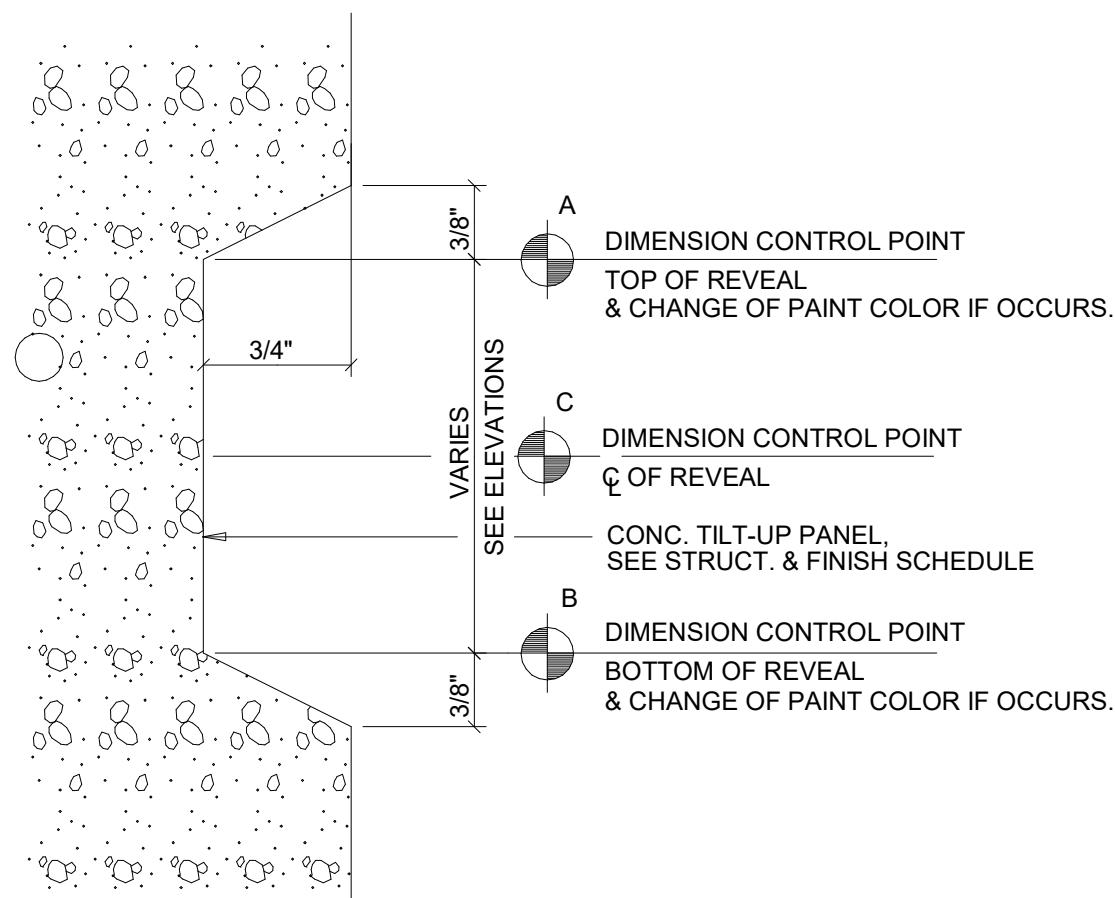 A
3/8"
DIMENSION CONTROL POINT
TOP OF REVEAL
& CHANGE OF PAINT COLOR IF OCCURS.
3/4"
VARIES
SEE ELEVATIONS
C
DIMENSION CONTROL POINT
℄ OF REVEAL
CONC. TILT-UP PANEL,
SEE STRUCT. & FINISH SCHEDULE
B
DIMENSION CONTROL POINT
BOTTOM OF REVEAL
& CHANGE OF PAINT COLOR IF OCCURS.
3/8"